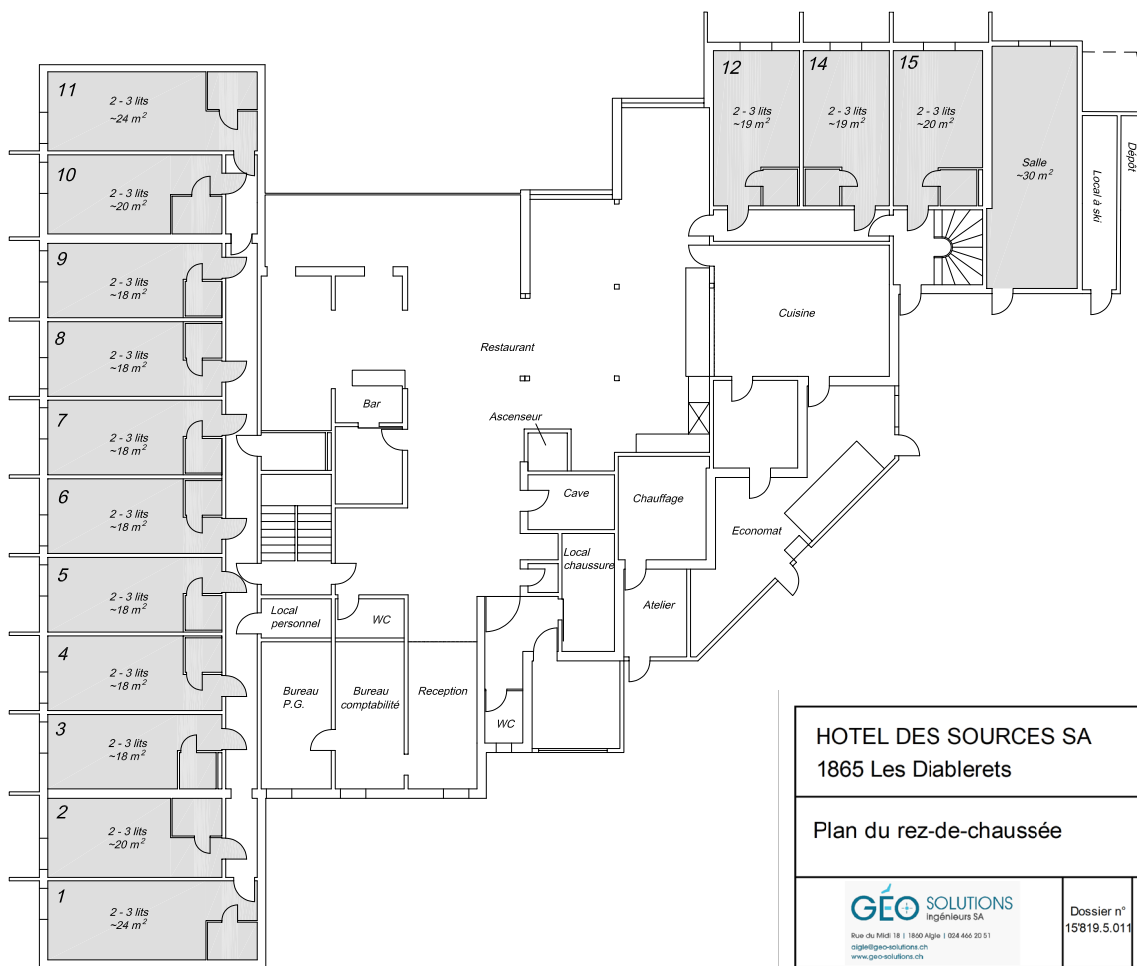 11
2 - 3 lits
~24 m²
10
2 - 3 lits
~20 m²
9
2 - 3 lits
~18 m²
8
2 - 3 lits
~18 m²
7
2 - 3 lits
~18 m²
6
2 - 3 lits
~18 m²
5
2 - 3 lits
~18 m²
4
2 - 3 lits
~18 m²
3
2 - 3 lits
~18 m²
2
2 - 3 lits
~20 m²
1
2 - 3 lits
~24 m²
12
2 - 3 lits
~19 m²
14
2 - 3 lits
~19 m²
15
2 - 3 lits
~20 m²
Salle
~30 m²
Local à ski
Dépôt
Cuisine
Restaurant
Bar
Ascenseur
Cave
Chauffage
Economat
Local
chaussure
Atelier
Local
personnel
WC
Bureau
P.G.
Bureau
comptabilité
Reception
WC
HOTEL DES SOURCES SA
1865 Les Diablerets
Plan du rez-de-chaussée
GÉO SOLUTIONS
ingénieurs SA
Rue du Midi 18 | 1860 Aigle | 024 466 20 51
aigle@geo-solutions.ch
www.geo-solutions.ch
Dossier n°
15'819.5.011